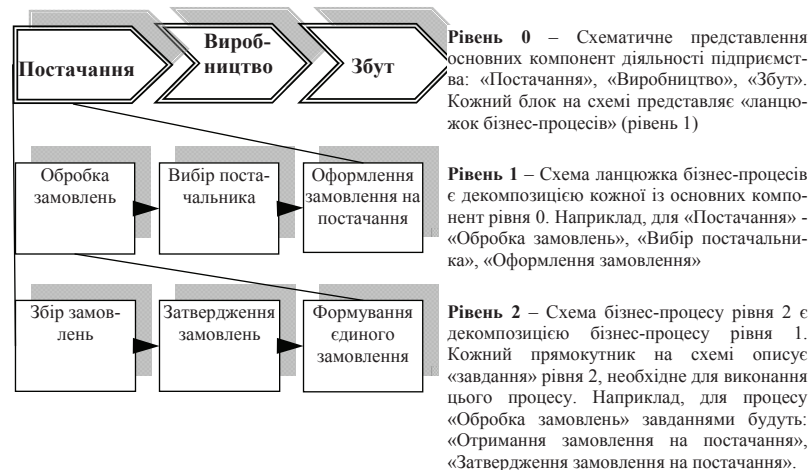 Постачання
Вироб-
ництво
Збут
Рівень 0 – Схематичне представлення
основних компонент діяльності підприємст-
ва: «Постачання», «Виробництво», «Збут».
Кожний блок на схемі представляє «ланцю-
жок бізнес-процесів» (рівень 1)
Обробка
замовлень
Вибір поста-
чальника
Оформлення
замовлення на
постачання
Рівень 1 – Схема ланцюжка бізнес-процесів
є декомпозицією кожної із основних компо-
нент рівня 0. Наприклад, для «Постачання» -
«Обробка замовлень», «Вибір постачальни-
ка», «Оформлення замовлення»
Збір замов-
лень
Затвердження
замовлень
Формування
єдиного
замовлення
Рівень 2 – Схема бізнес-процесу рівня 2 є
декомпозицією бізнес-процесу рівня 1.
Кожний прямокутник на схемі описує
«завдання» рівня 2, необхідне для виконання
цього процесу. Наприклад, для процесу
«Обробка замовлень» завданнями будуть:
«Отримання замовлення на постачання»,
«Затвердження замовлення на постачання».